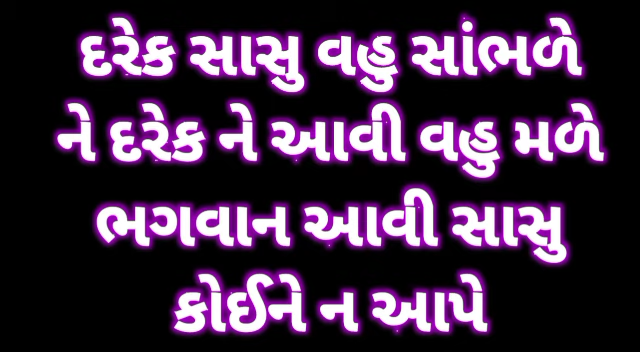 દરેક સાસુ વહુ સાંભળે
ને દરેક ને આવી વહુ મળે
ભગવાન આવી સાસુ
કોઈને ન આપે